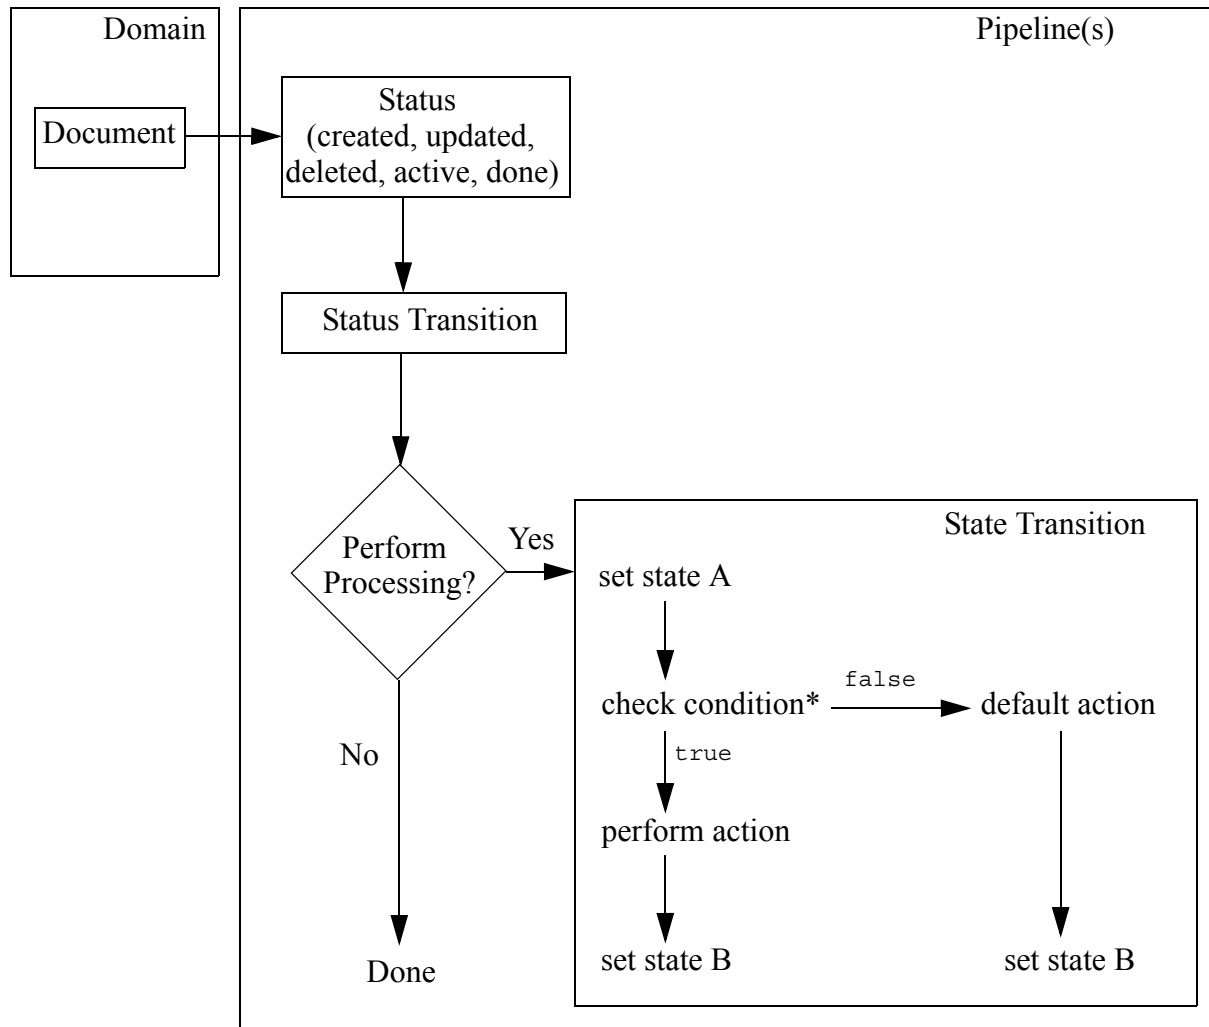 Domain
Pipeline(s)
Document
Status
(created, updated,
deleted, active, done)
Status Transition
Perform
Processing?
Yes
No
Done
State Transition
set state A
check condition*
false
default action
true
perform action
set state B
set state B